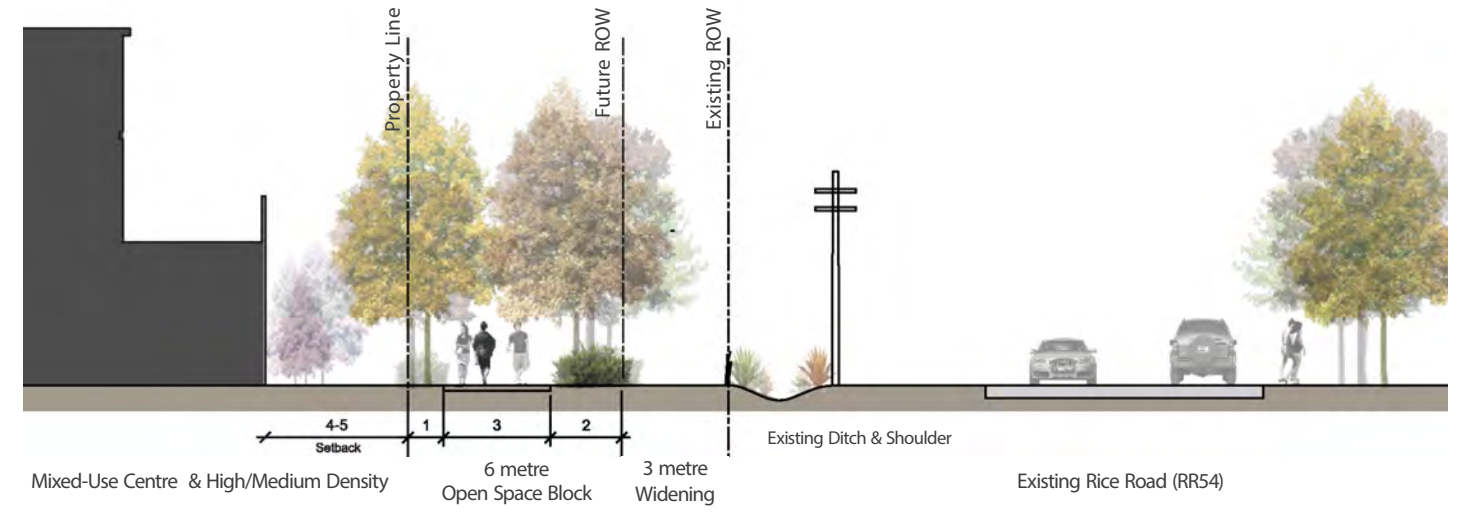 Property Line
Future ROW
Existing ROW
4-5
1
3
2
Setback
Existing Ditch & Shoulder
Mixed-Use Centre & High/Medium Density
6 metre
Open Space Block
3 metre
Widening
Existing Rice Road (RR54)